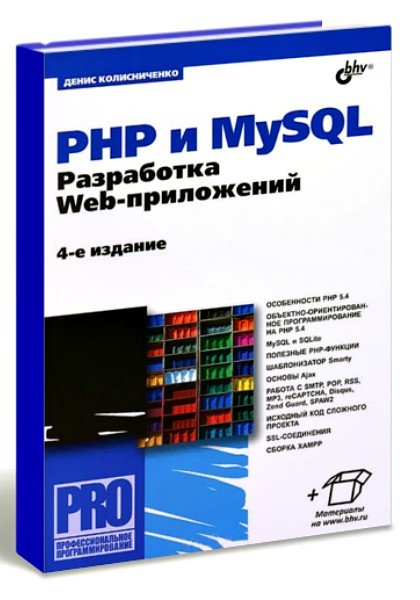 ДЕНИС КОЛИСНИЧЕНКО
bhv®
PHP и MySQL
Разработка
Web-приложений
4-е издание
ОСОБЕННОСТИ PHP 5.4
ОБЪЕКТНО-ОРИЕНТИРОВАН-
НОЕ ПРОГРАММИРОВАНИЕ
НА PHP 5.4
MySQL и SQLite
ПОЛЕЗНЫЕ PHP-ФУНКЦИИ
ШАБЛОНИЗАТОР Smarty
ОСНОВЫ Ajax
РАБОТА С SMTP, POP, RSS,
MP3, reCAPTCHA, Disqus,
Zend Guard, SPAW2
ИСХОДНЫЙ КОД СЛОЖНОГО
ПРОЕКТА
SSL-СОЕДИНЕНИЯ
СБОРКА XAMPP
PRO
ПРОФЕССИОНАЛЬНОЕ
ПРОГРАММИРОВАНИЕ
+
Материалы
на www.bhv.ru